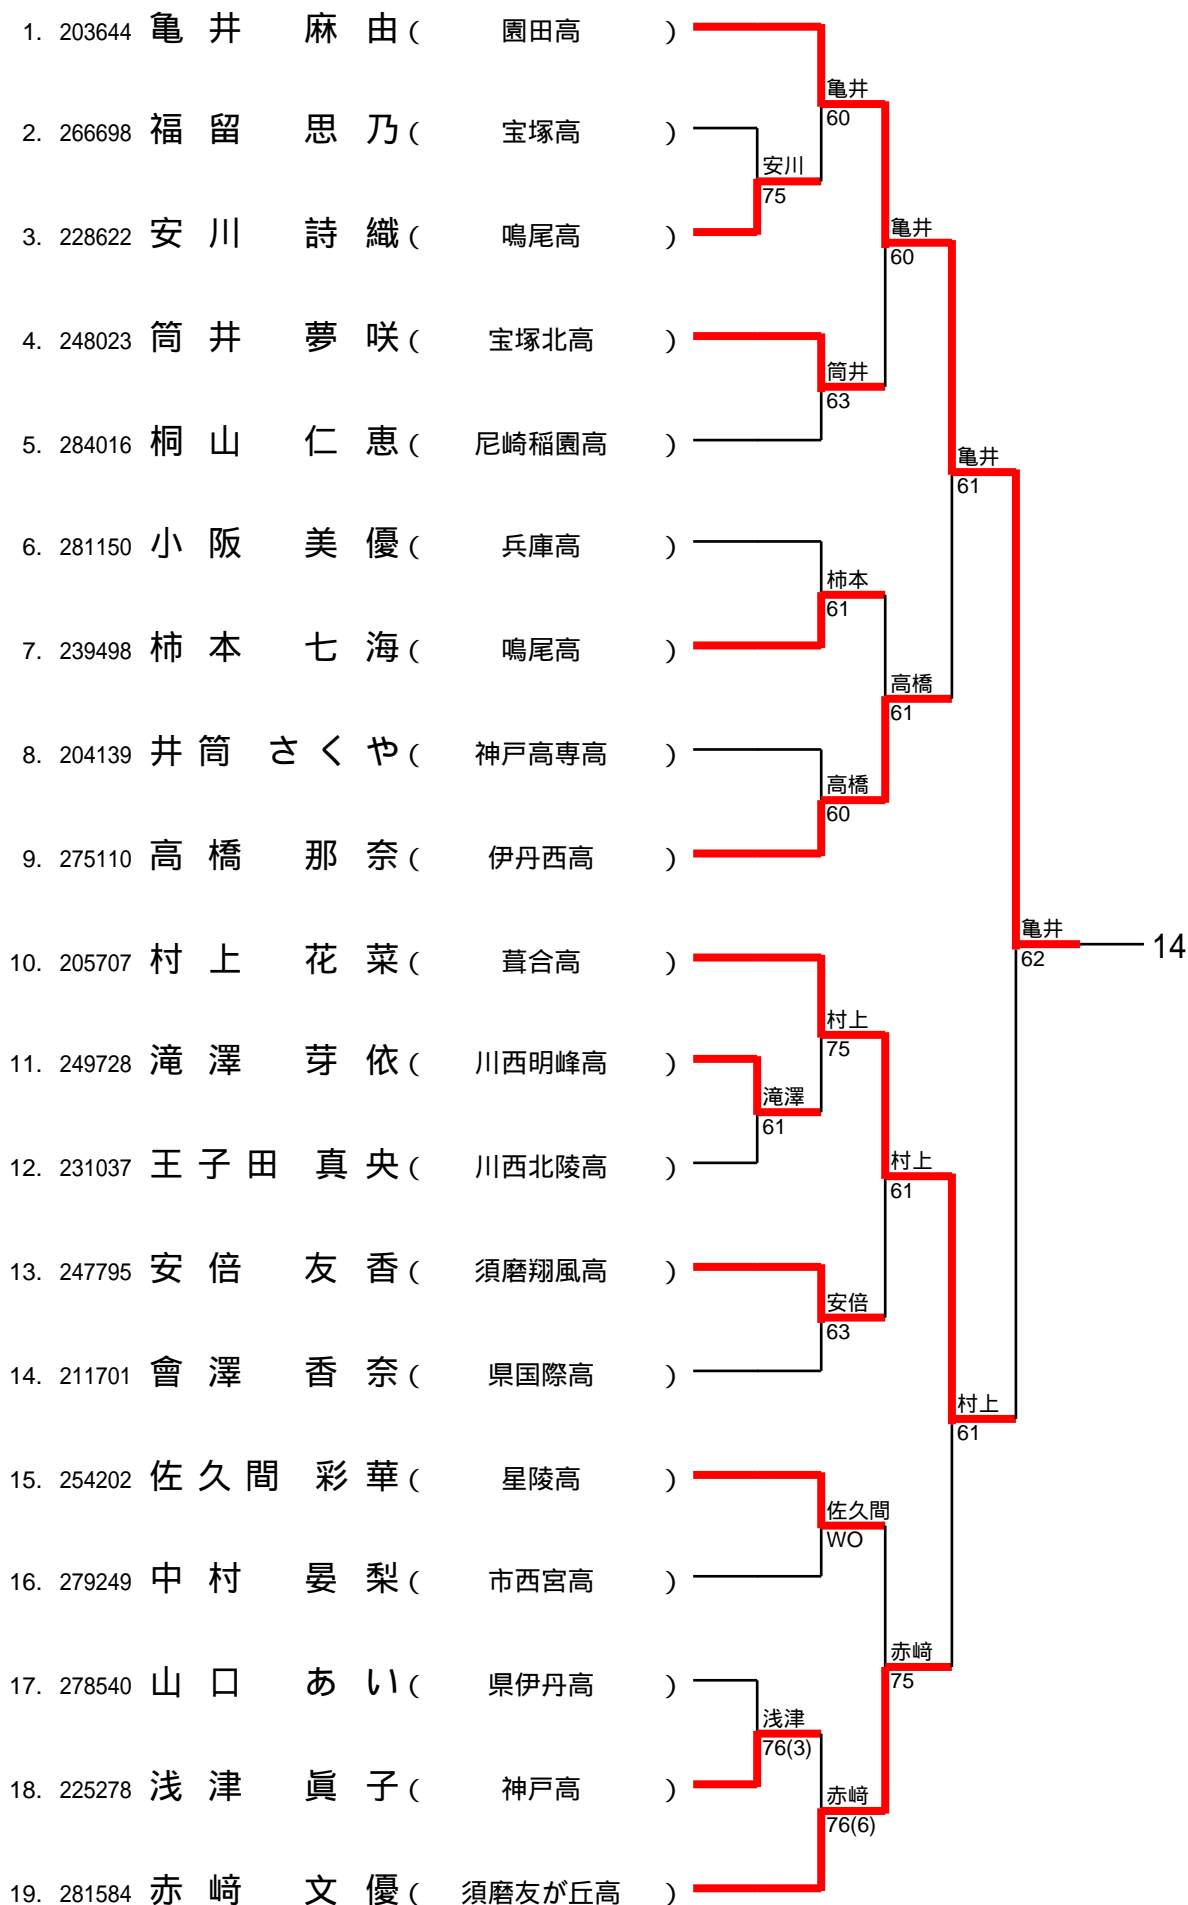 1. 203644 亀井 麻由 ( 園田高 )
亀井
60
2. 266698 福留 思乃 ( 宝塚高 )
安川
75
3. 228622 安川 詩織 ( 鳴尾高 )
亀井
60
4. 248023 筒井 夢咲 ( 宝塚北高 )
筒井
63
5. 284016 桐山 仁恵 ( 尼崎稲園高 )
亀井
61
6. 281150 小阪 美優 ( 兵庫高 )
柿本
61
7. 239498 柿本 七海 ( 鳴尾高 )
高橋
61
8. 204139 井筒 さくや ( 神戸高専高 )
高橋
60
9. 275110 高橋 那奈 ( 伊丹西高 )
亀井
62
14
10. 205707 村上 花菜 ( 葺合高 )
村上
75
11. 249728 滝澤 芽依 ( 川西明峰高 )
滝澤
61
12. 231037 王子田 真央 ( 川西北陵高 )
村上
61
13. 247795 安倍 友香 ( 須磨翔風高 )
安倍
63
14. 211701 會澤 香奈 ( 県国際高 )
村上
61
15. 254202 佐久間 彩華 ( 星陵高 )
佐久間
WO
16. 279249 中村 晏梨 ( 市西宮高 )
赤﨑
75
17. 278540 山口 あい ( 県伊丹高 )
浅津
76(3)
18. 225278 浅津 眞子 ( 神戸高 )
赤﨑
76(6)
19. 281584 赤﨑 文優 ( 須磨友が丘高 )